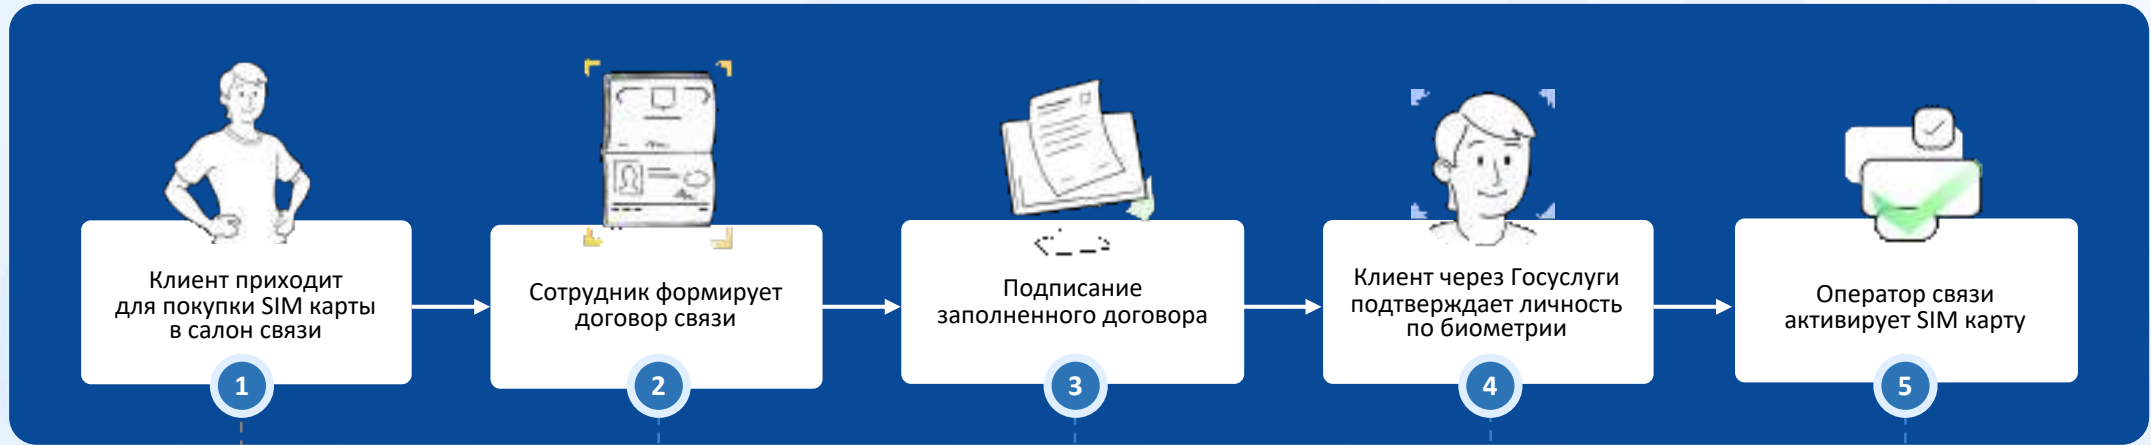 Клиент приходит
для покупки SIM карты
в салон связи
1
Сотрудник формирует
договор связи
2
Подписание
заполненного договора
3
Клиент через Госуслуги
подтверждает личность
по биометрии
4
Оператор связи
активирует SIM карту
5